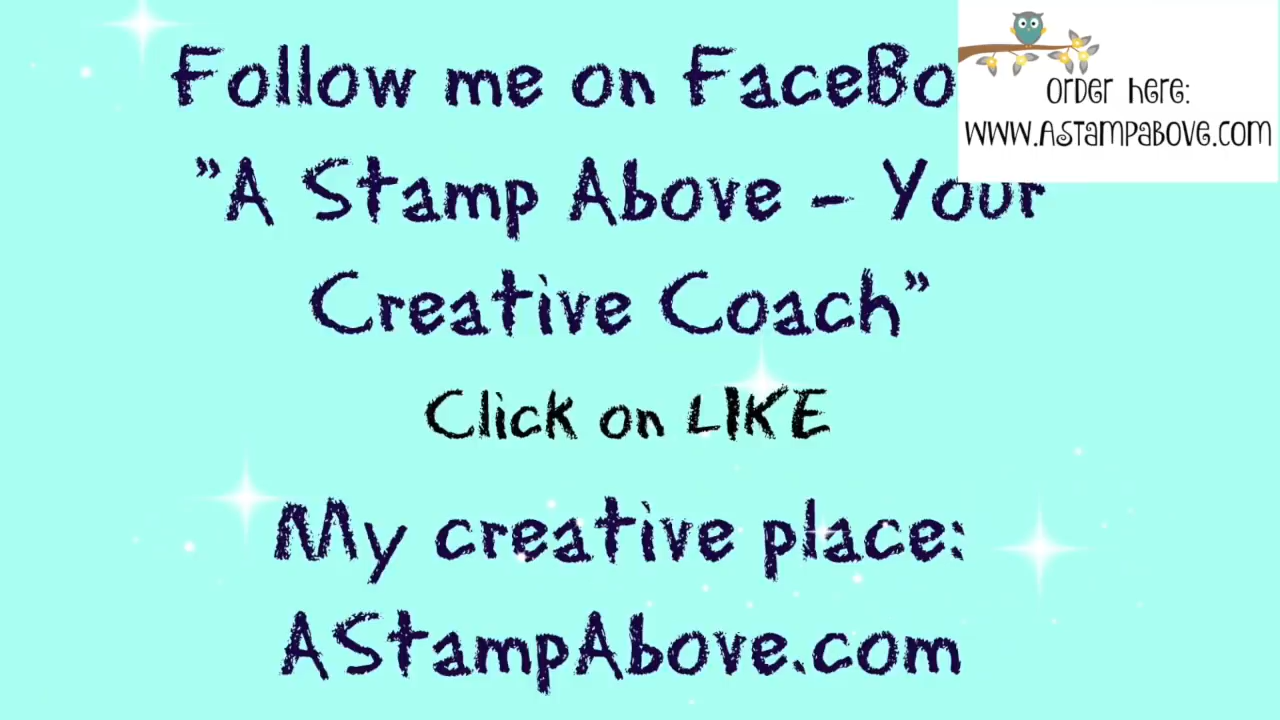 Follow me on FaceBo
"A Stamp Above - Your
Creative Coach"
Click on LIKE
My creative place:
AStampAbove.com
Order here:
www.AStampAbove.com